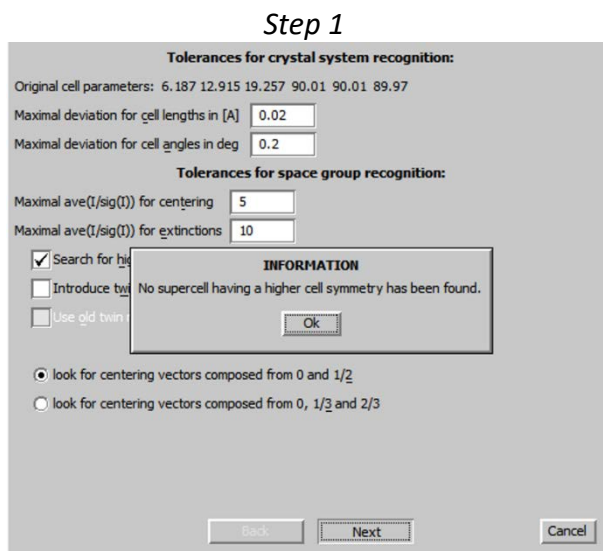 Step 1
Tolerances for crystal system recognition:
Original cell parameters: 6.187 12.915 19.257 90.01 90.01 89.97
Maximal deviation for cell lengths in [A] 0.02
Maximal deviation for cell angles in deg 0.2
Tolerances for space group recognition:
Maximal ave(I/sig(I)) for centering 5
Maximal ave(I/sig(I)) for extinctions 10
Search for
INFORMATION
Introduce
No supercell having a higher cell symmetry has been found.
Use old twin
Ok
look for centering vectors composed from 0 and 1/2
look for centering vectors composed from 0, 1/3 and 2/3
Back Next Cancel